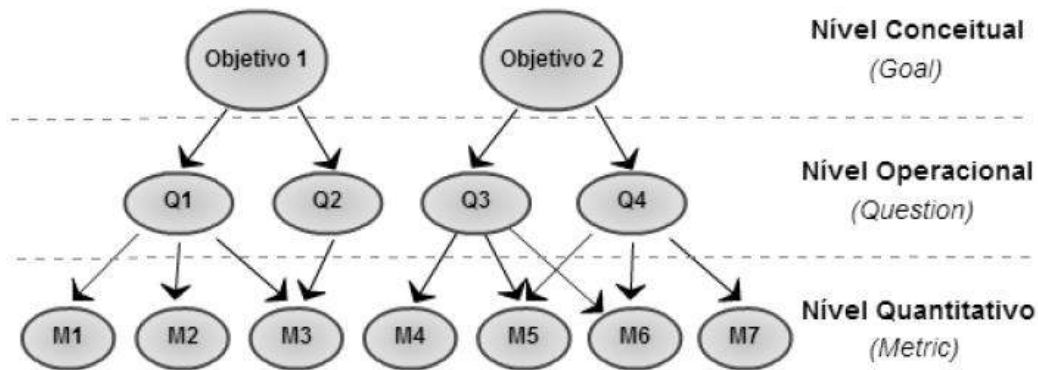 Objetivo 1
Objetivo 2
Nível Conceitual
(Goal)
Q1
Q2
Q3
Q4
Nível Operacional
(Question)
M1
M2
M3
M4
M5
M6
M7
Nível Quantitativo
(Metric)